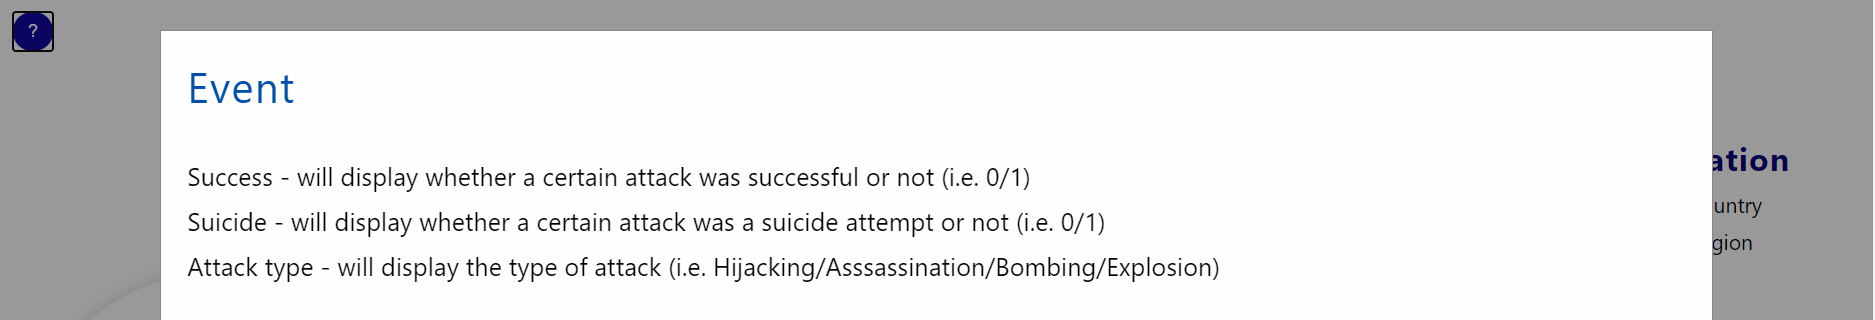 ?
Event
Success - will display whether a certain attack was successful or not (i.e. 0/1)
Suicide - will display whether a certain attack was a suicide attempt or not (i.e. 0/1)
Attack type - will display the type of attack (i.e. Hijacking/Asssassination/Bombing/Explosion)
ation
untry
gion